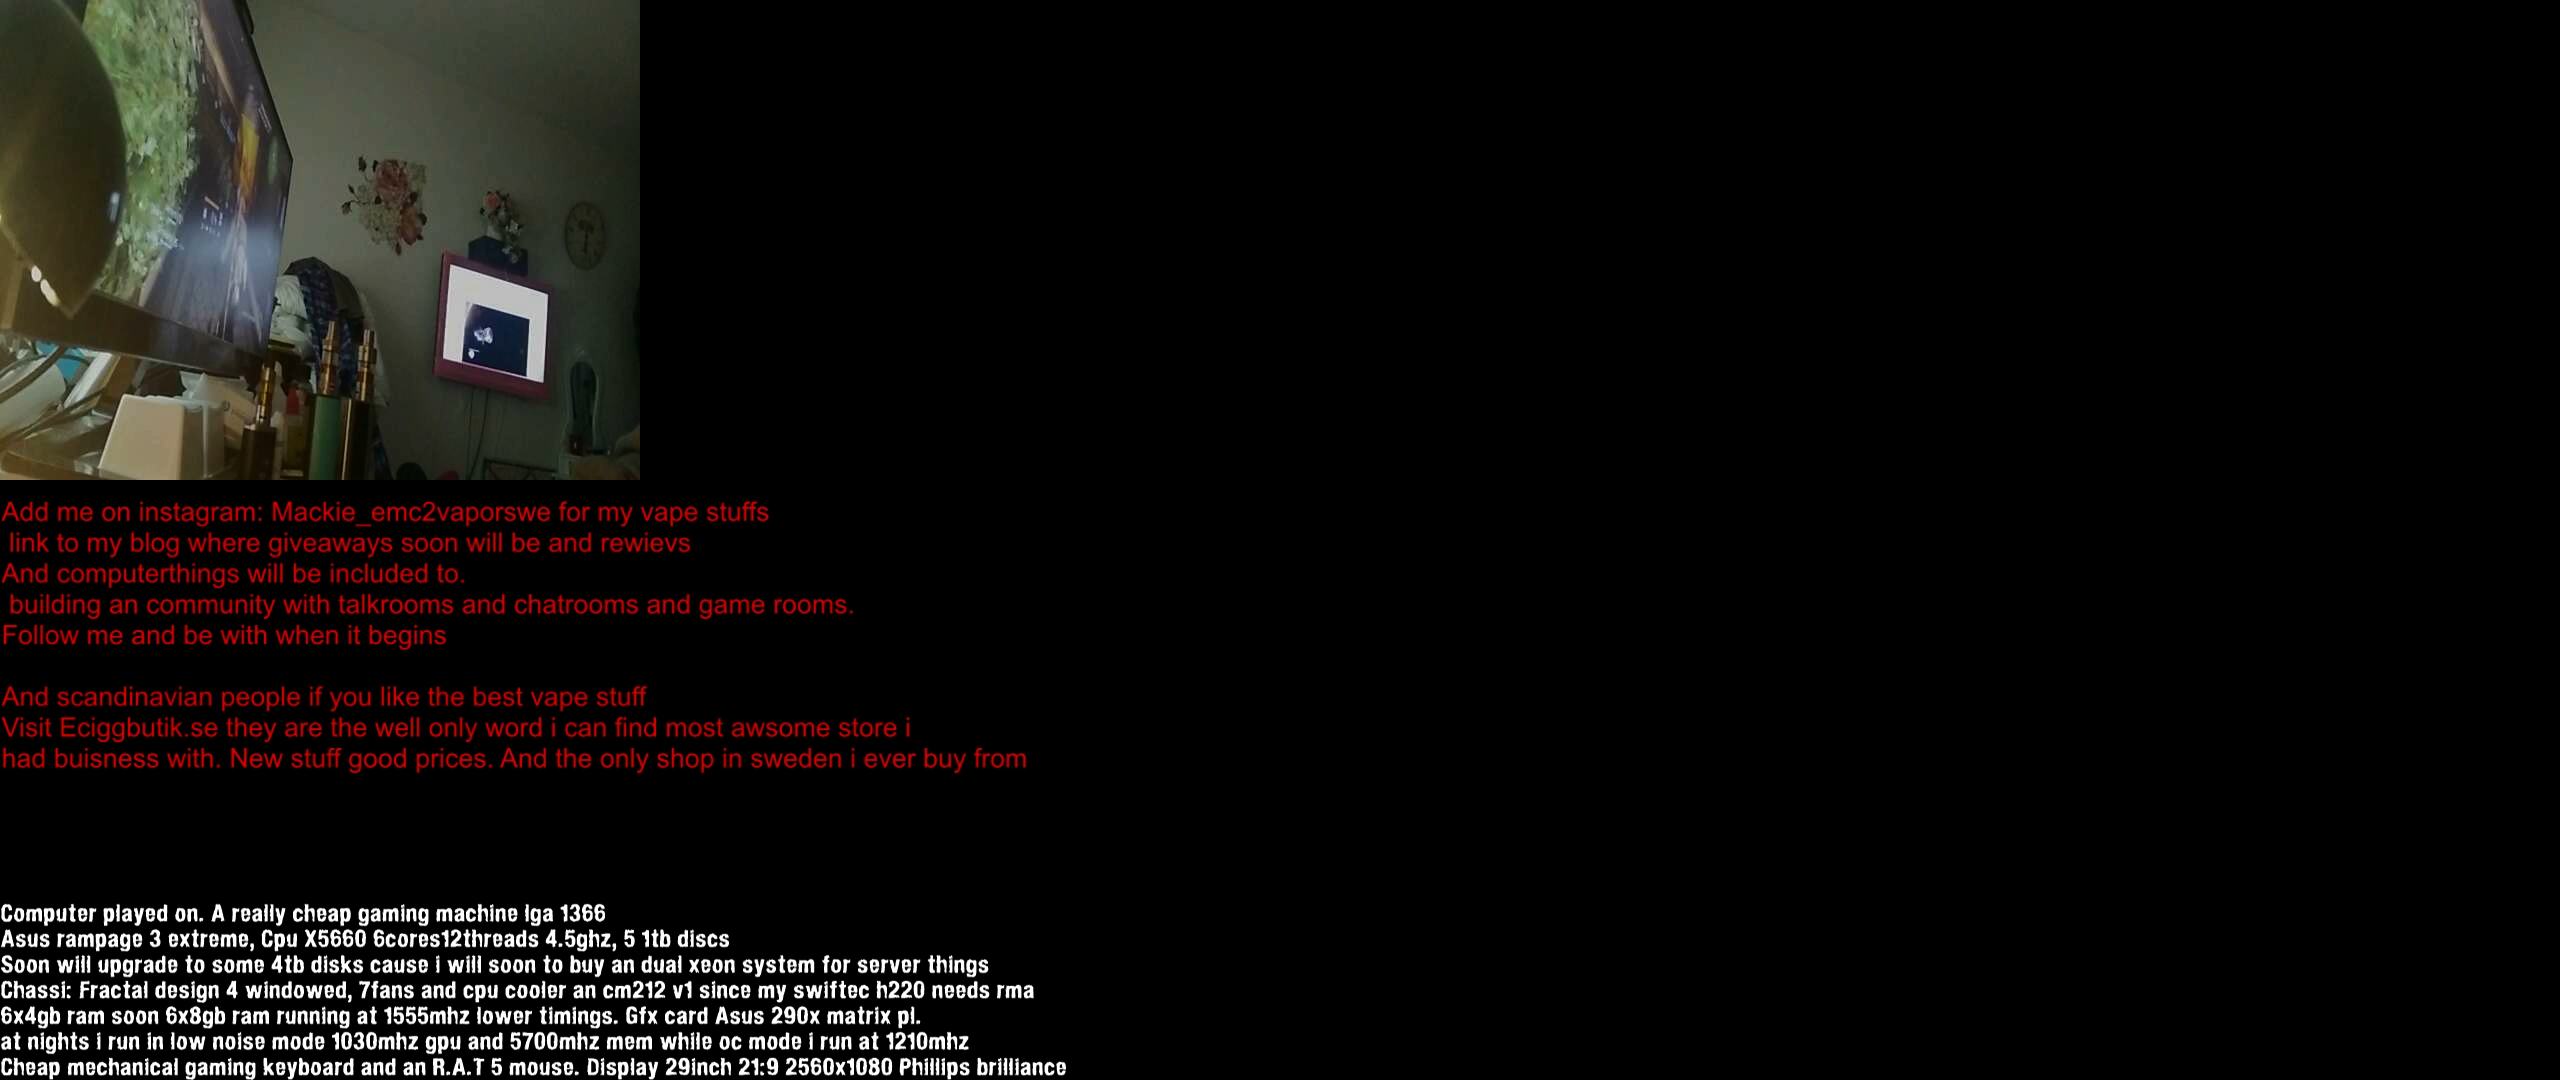 Add me on instagram: Mackie_emc2vaporswe for my vape stuffs
link to my blog where giveaways soon will be and rewievs
And computerthings will be included to.
building an community with talkrooms and chatrooms and game rooms.
Follow me and be with when it begins
And scandinavian people if you like the best vape stuff
Visit Eciggbutik.se they are the well only word i can find most awsome store i
had buisness with. New stuff good prices. And the only shop in sweden i ever buy from
Computer played on. A really cheap gaming machine lga 1366
Asus rampage 3 extreme, Cpu X5660 6cores12threads 4.5ghz, 5 1tb discs
Soon will upgrade to some 4tb disks cause i will soon to buy an dual xeon system for server things
Chassi: Fractal design 4 windowed, 7fans and cpu cooler an cm212 v1 since my swiftec h220 needs rma
6x4gb ram soon 6x8gb ram running at 1555mhz lower timings. Gfx card Asus 290x matrix pl.
at nights i run in low noise mode 1030mhz gpu and 5700mhz mem while oc mode i run at 1210mhz
Cheap mechanical gaming keyboard and an R.A.T 5 mouse. Display 29inch 21:9 2560x1080 Phillips brilliance